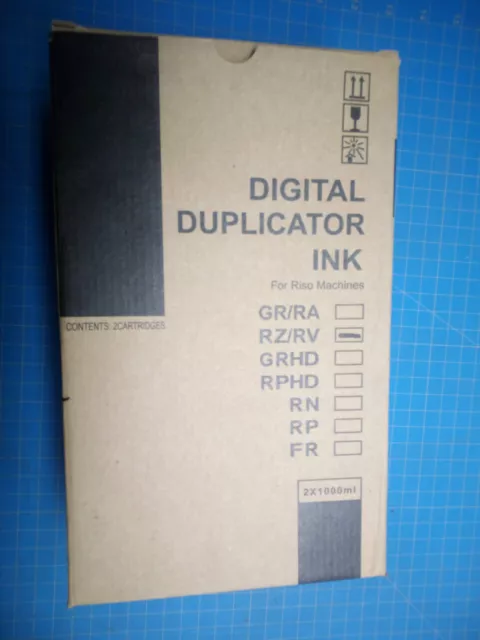 DIGITAL
DUPLICATOR
INK
For Riso Machines
CONTENTS: 2CARTRIDGES
GR/RA
RZ/RV
GRHD
RPHD
RN
RP
FR
2X1000ml